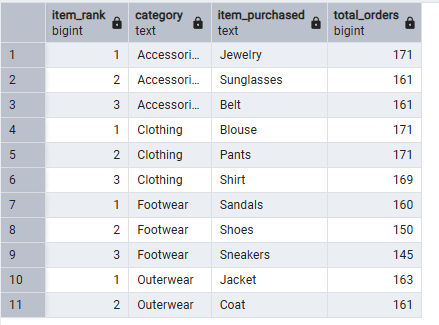 item_rank category item_purchased total_orders
bigint text text bigint
1 1 Accessori... Jewelry 171
2 2 Accessori... Sunglasses 161
3 3 Accessori... Belt 161
4 1 Clothing Blouse 171
5 2 Clothing Pants 171
6 3 Clothing Shirt 169
7 1 Footwear Sandals 160
8 2 Footwear Shoes 150
9 3 Footwear Sneakers 145
10 1 Outerwear Jacket 163
11 2 Outerwear Coat 161